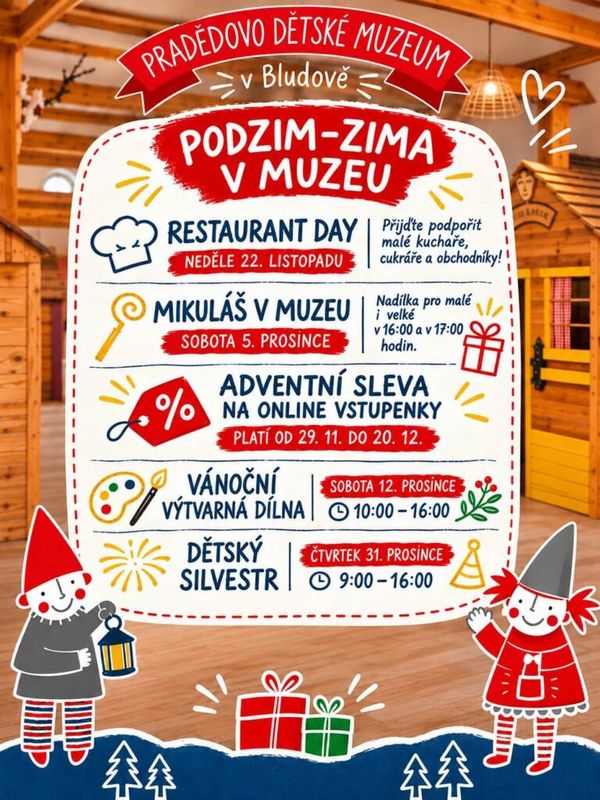 PRADĚDOVO DĚTSKÉ MUZEUM
v Bludově
PODZIM-ZIMA
V MUZEU
RESTAURANT DAY
NEDĚLE 22. LISTOPADU
Přijďte podpořit
malé kuchaře,
cukráře a obchodníky!
MIKULÁŠ V MUZEU
SOBOTA 5. PROSINCE
Nadílka pro malé
i velké
v 16:00 a v 17:00
hodin.
%
ADVENTNÍ SLEVA
NA ONLINE VSTUPENKY
PLATÍ OD 29. 11. DO 20. 12.
VÁNOČNÍ
VÝTVARNÁ DÍLNA
SOBOTA 12. PROSINCE
10:00 – 16:00
DĚTSKÝ
SILVESTR
ČTVRTEK 31. PROSINCE
9:00 – 16:00